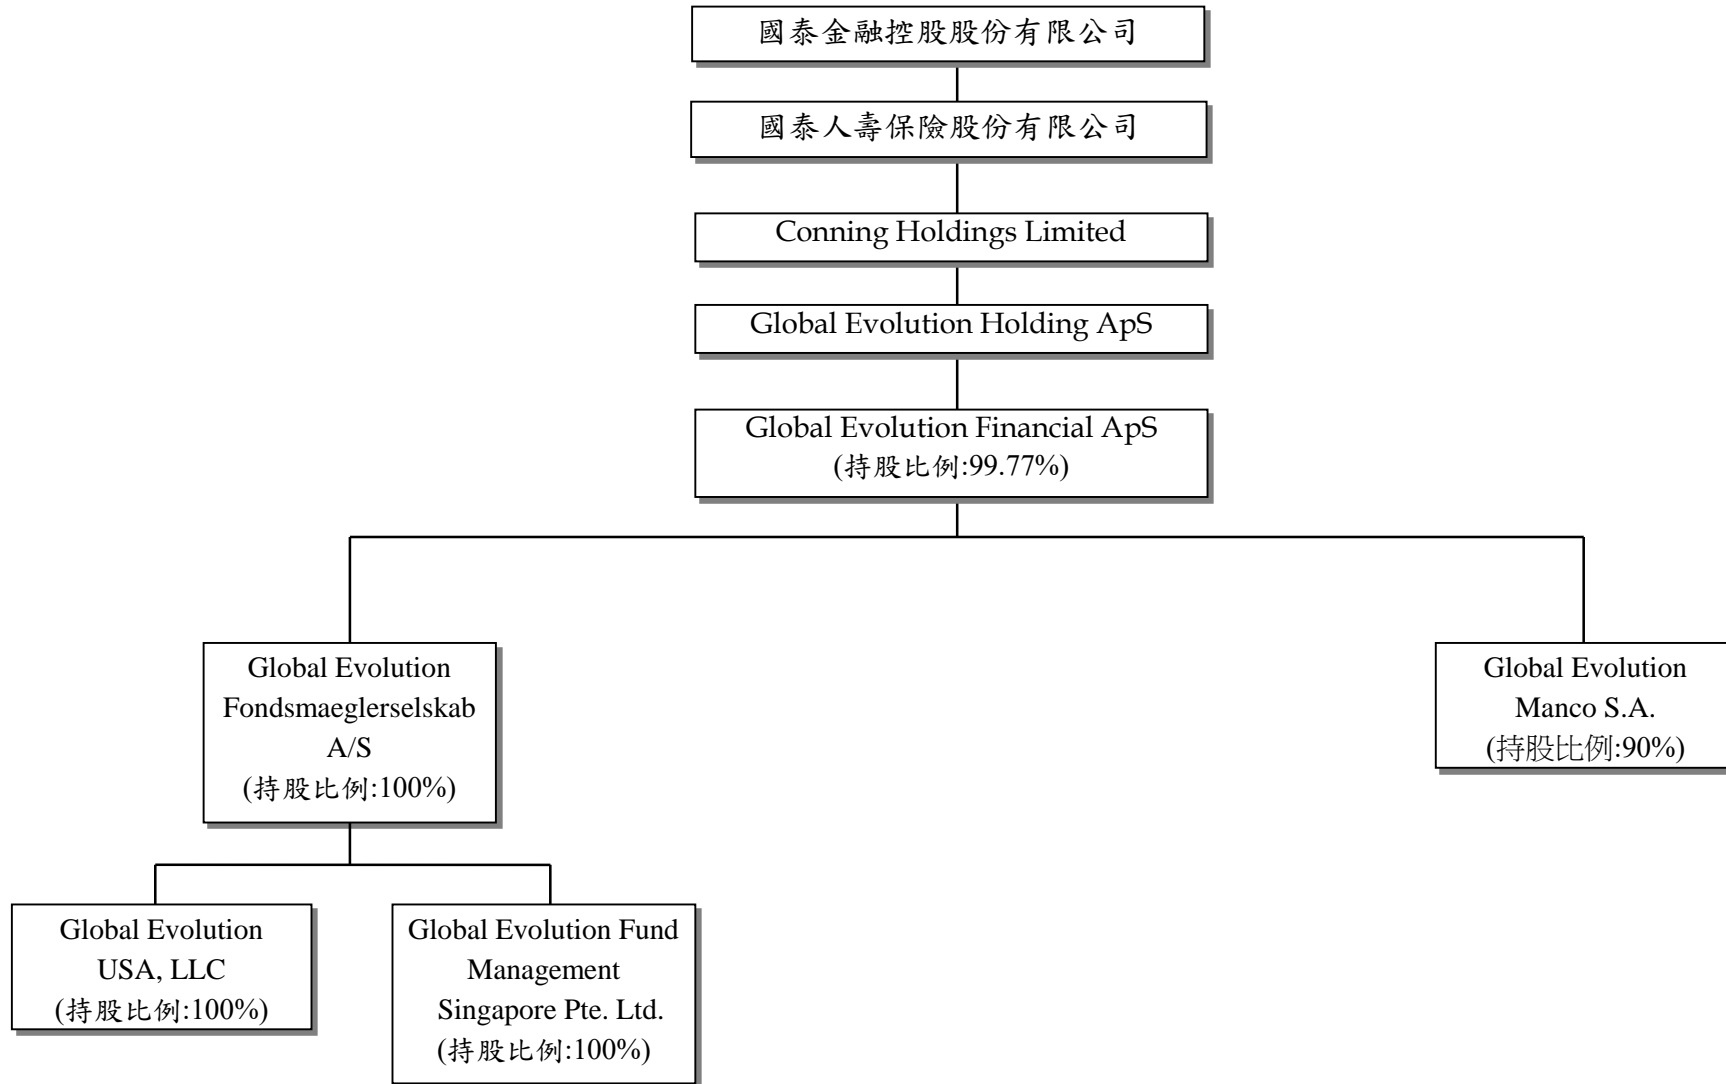 國泰金融控股股份有限公司
國泰人壽保險股份有限公司
Conning Holdings Limited
Global Evolution Holding ApS
Global Evolution Financial ApS
(持股比例:99.77%)
Global Evolution
Fondsmaeglerselskab
A/S
(持股比例:100%)
Global Evolution
Manco S.A.
(持股比例:90%)
Global Evolution
USA, LLC
(持股比例:100%)
Global Evolution Fund
Management
Singapore Pte. Ltd.
(持股比例:100%)